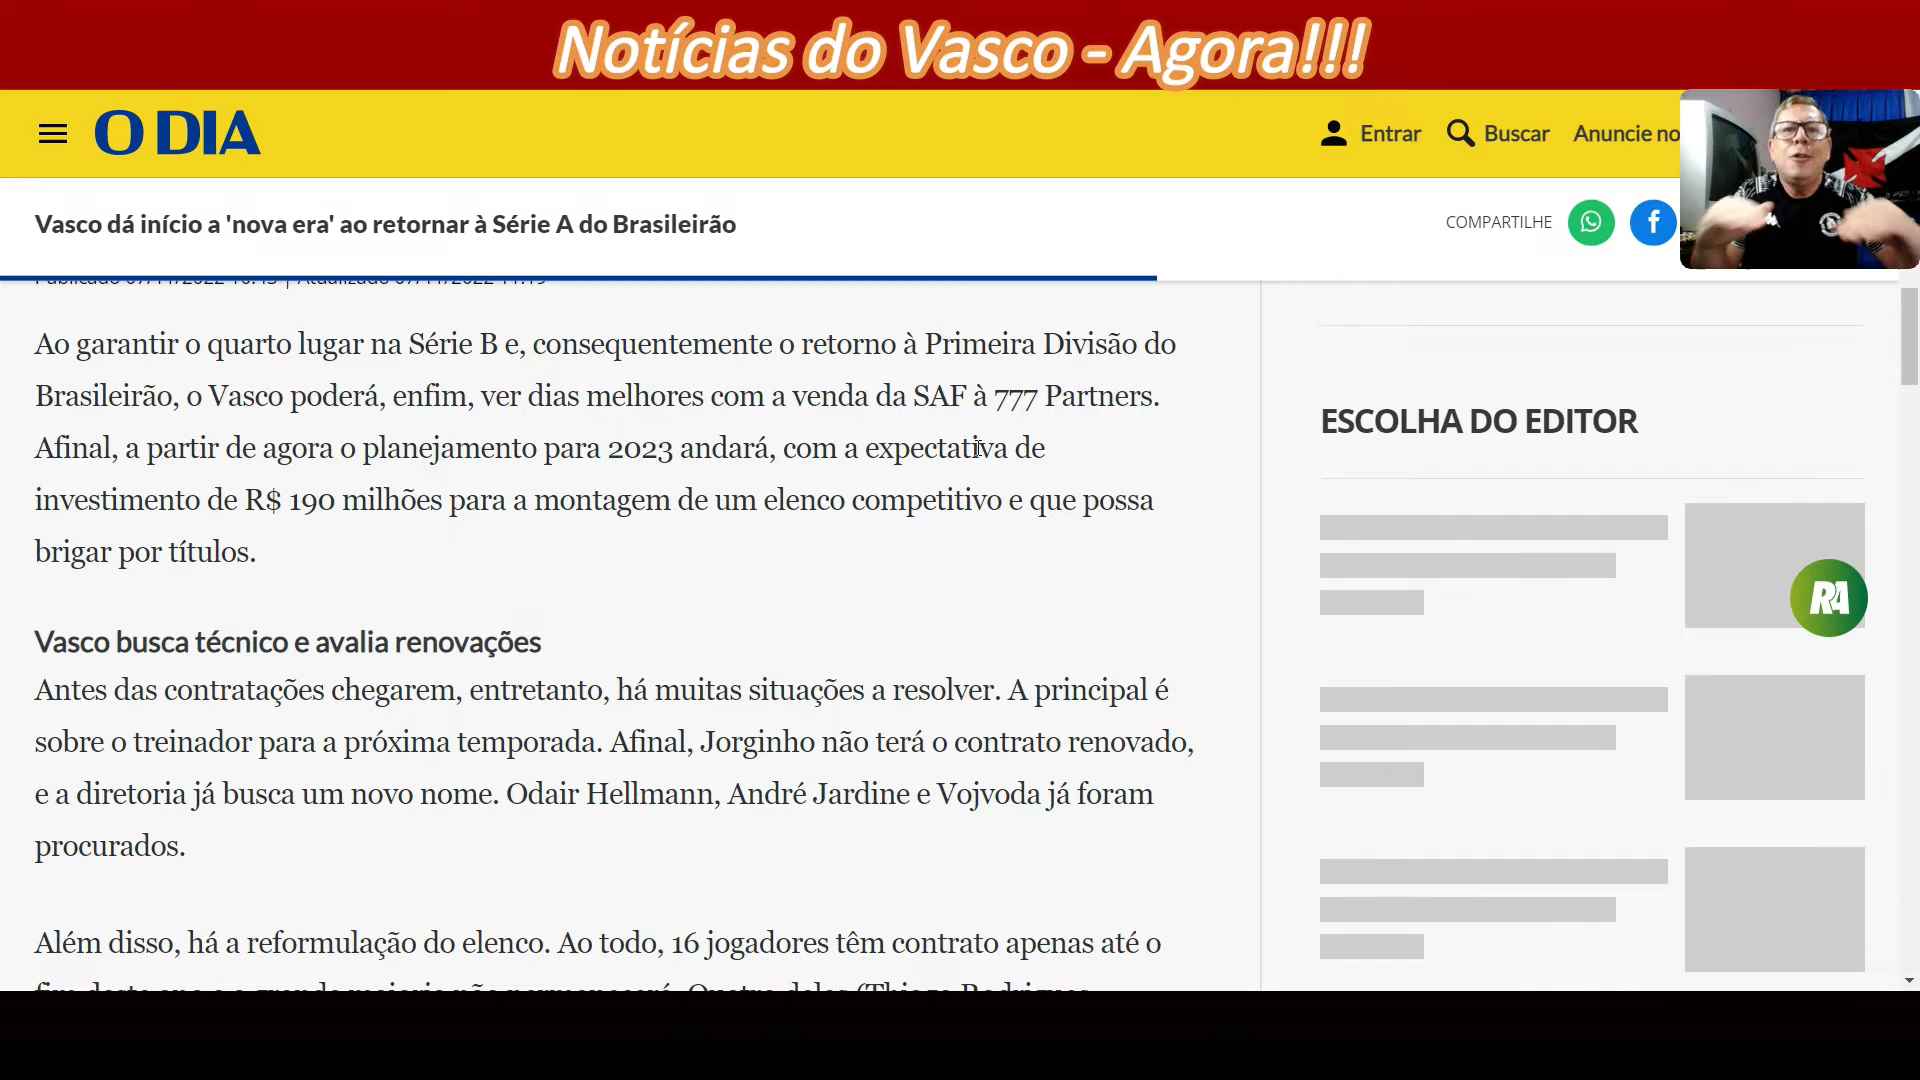 Notícias do Vasco - Agora!!!
O DIA
Entrar
Buscar
Anuncie no
Vasco dá início a 'nova era' ao retornar à Série A do Brasileirão
COMPARTILHE
Ao garantir o quarto lugar na Série B e, consequentemente o retorno à Primeira Divisão do
Brasileirão, o Vasco poderá, enfim, ver dias melhores com a venda da SAF à 777 Partners.
Afinal, a partir de agora o planejamento para 2023 andará, com a expectativa de
investimento de R$ 190 milhões para a montagem de um elenco competitivo e que possa
brigar por títulos.
Vasco busca técnico e avalia renovações
Antes das contratações chegarem, entretanto, há muitas situações a resolver. A principal é
sobre o treinador para a próxima temporada. Afinal, Jorginho não terá o contrato renovado,
e a diretoria já busca um novo nome. Odair Hellmann, André Jardine e Vojvoda já foram
procurados.
Além disso, há a reformulação do elenco. Ao todo, 16 jogadores têm contrato apenas até o
ESCOLHA DO EDITOR
RA